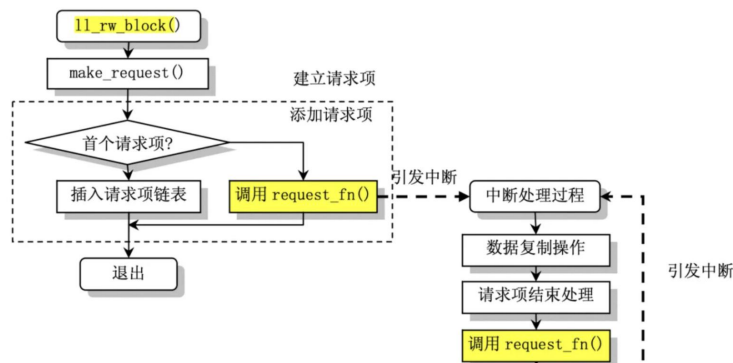 ll_rw_block()
make_request()
建立请求项
添加请求项
首个请求项?
插入请求项链表
调用 request_fn()
引发中断
中断处理过程
退出
数据复制操作
请求项结束处理
引发中断
调用 request_fn()